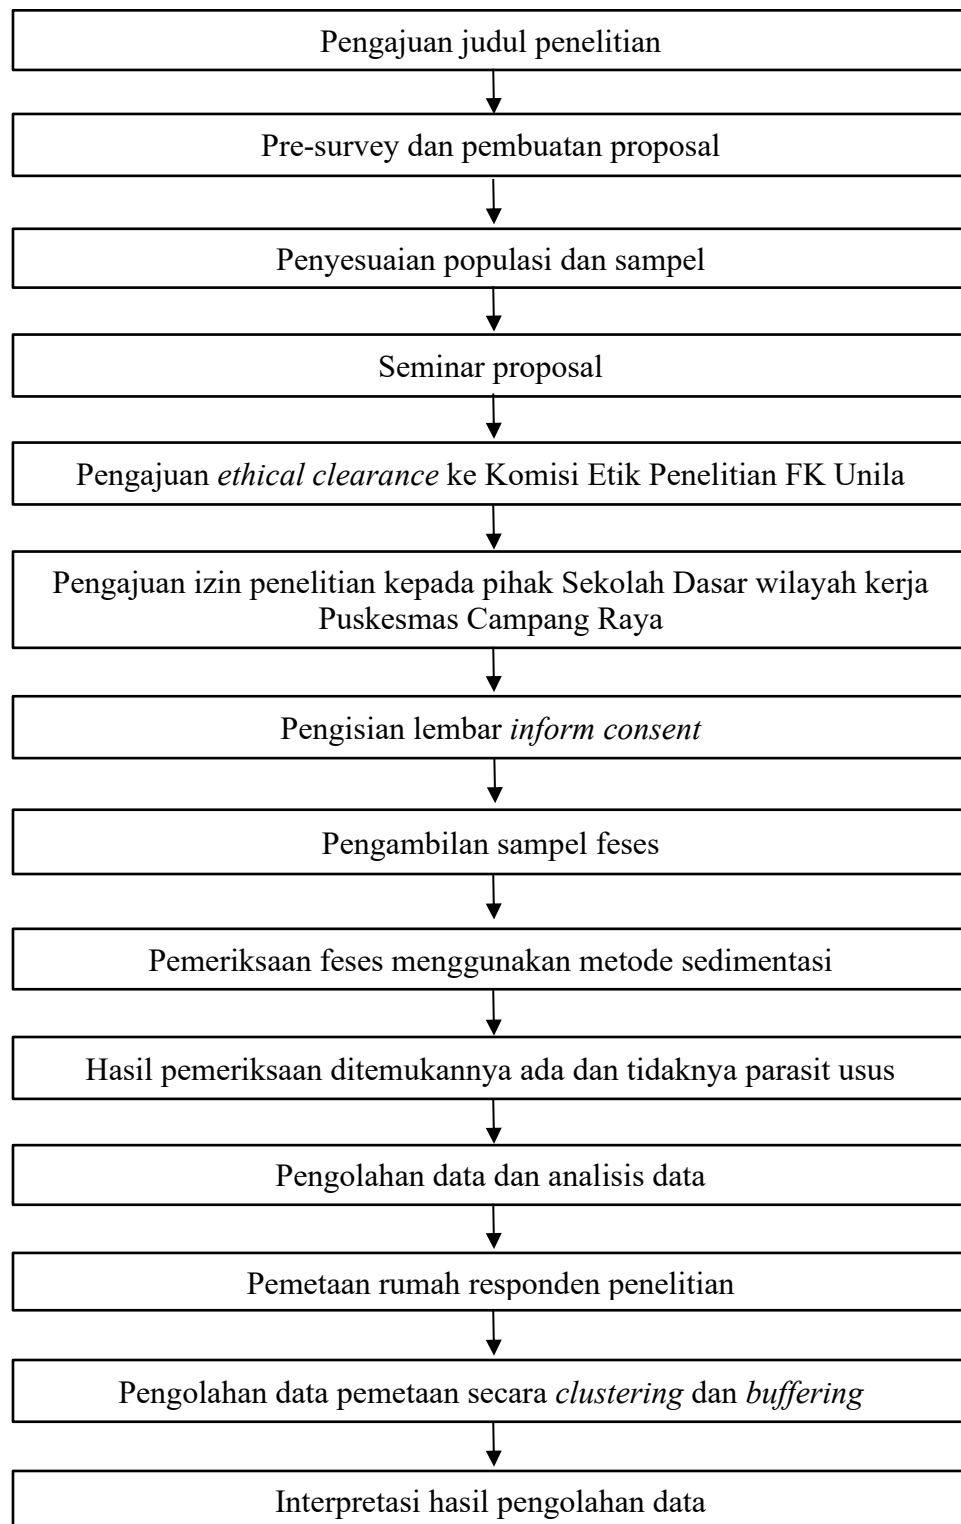 Pengajuan judul penelitian
Pre-survey dan pembuatan proposal
Penyesuaian populasi dan sampel
Seminar proposal
Pengajuan ethical clearance ke Komisi Etik Penelitian FK Unila
Pengajuan izin penelitian kepada pihak Sekolah Dasar wilayah kerja
Puskesmas Campang Raya
Pengisian lembar inform consent
Pengambilan sampel feses
Pemeriksaan feses menggunakan metode sedimentasi
Hasil pemeriksaan ditemukannya ada dan tidaknya parasit usus
Pengolahan data dan analisis data
Pemetaan rumah responden penelitian
Pengolahan data pemetaan secara clustering dan buffering
Interpretasi hasil pengolahan data